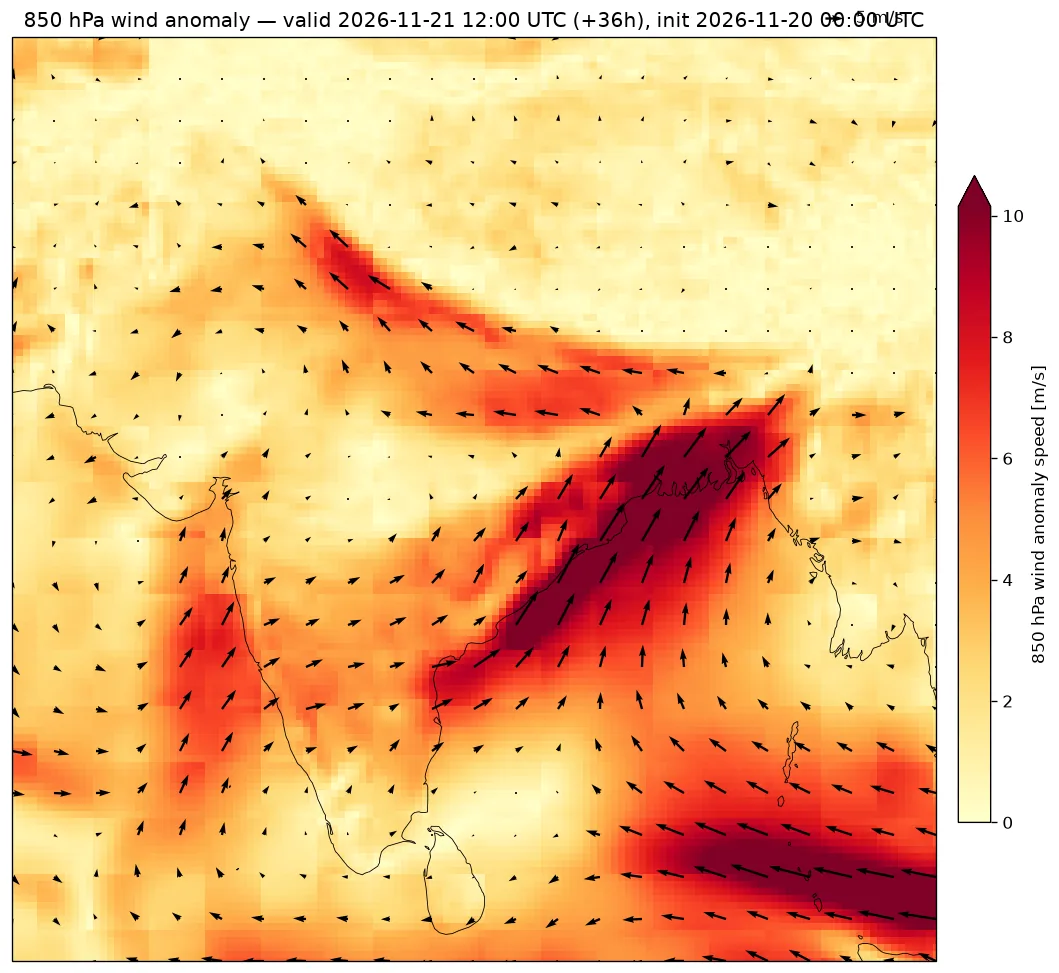 850 hPa wind anomaly — valid 2026-11-21 12:00 UTC (+36h), init 2026-11-20 00:00 UTC
5 m/s
10
8
6
4
2
0
850 hPa wind anomaly speed [m/s]